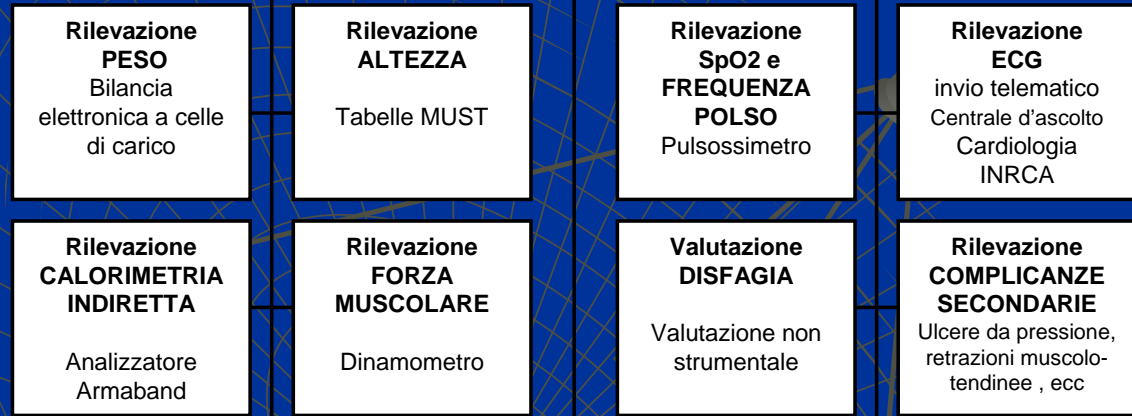 Rilevazione
PESO
Bilancia
elettronica a celle
di carico
Rilevazione
ALTEZZA
Tabelle MUST
Rilevazione
SpO2 e
FREQUENZA
POLSO
Pulsossimetro
Rilevazione
ECG
invio telematico
Centrale d'ascolto
Cardiologia
INRCA
Rilevazione
CALORIMETRIA
INDIRETTA
Analizzatore
Armaband
Rilevazione
FORZA
MUSCOLARE
Dinamometro
Valutazione
DISFAGIA
Valutazione non
strumentale
Rilevazione
COMPLICANZE
SECONDARIE
Ulcere da pressione,
retrazioni muscolo-
tendinee , ecc